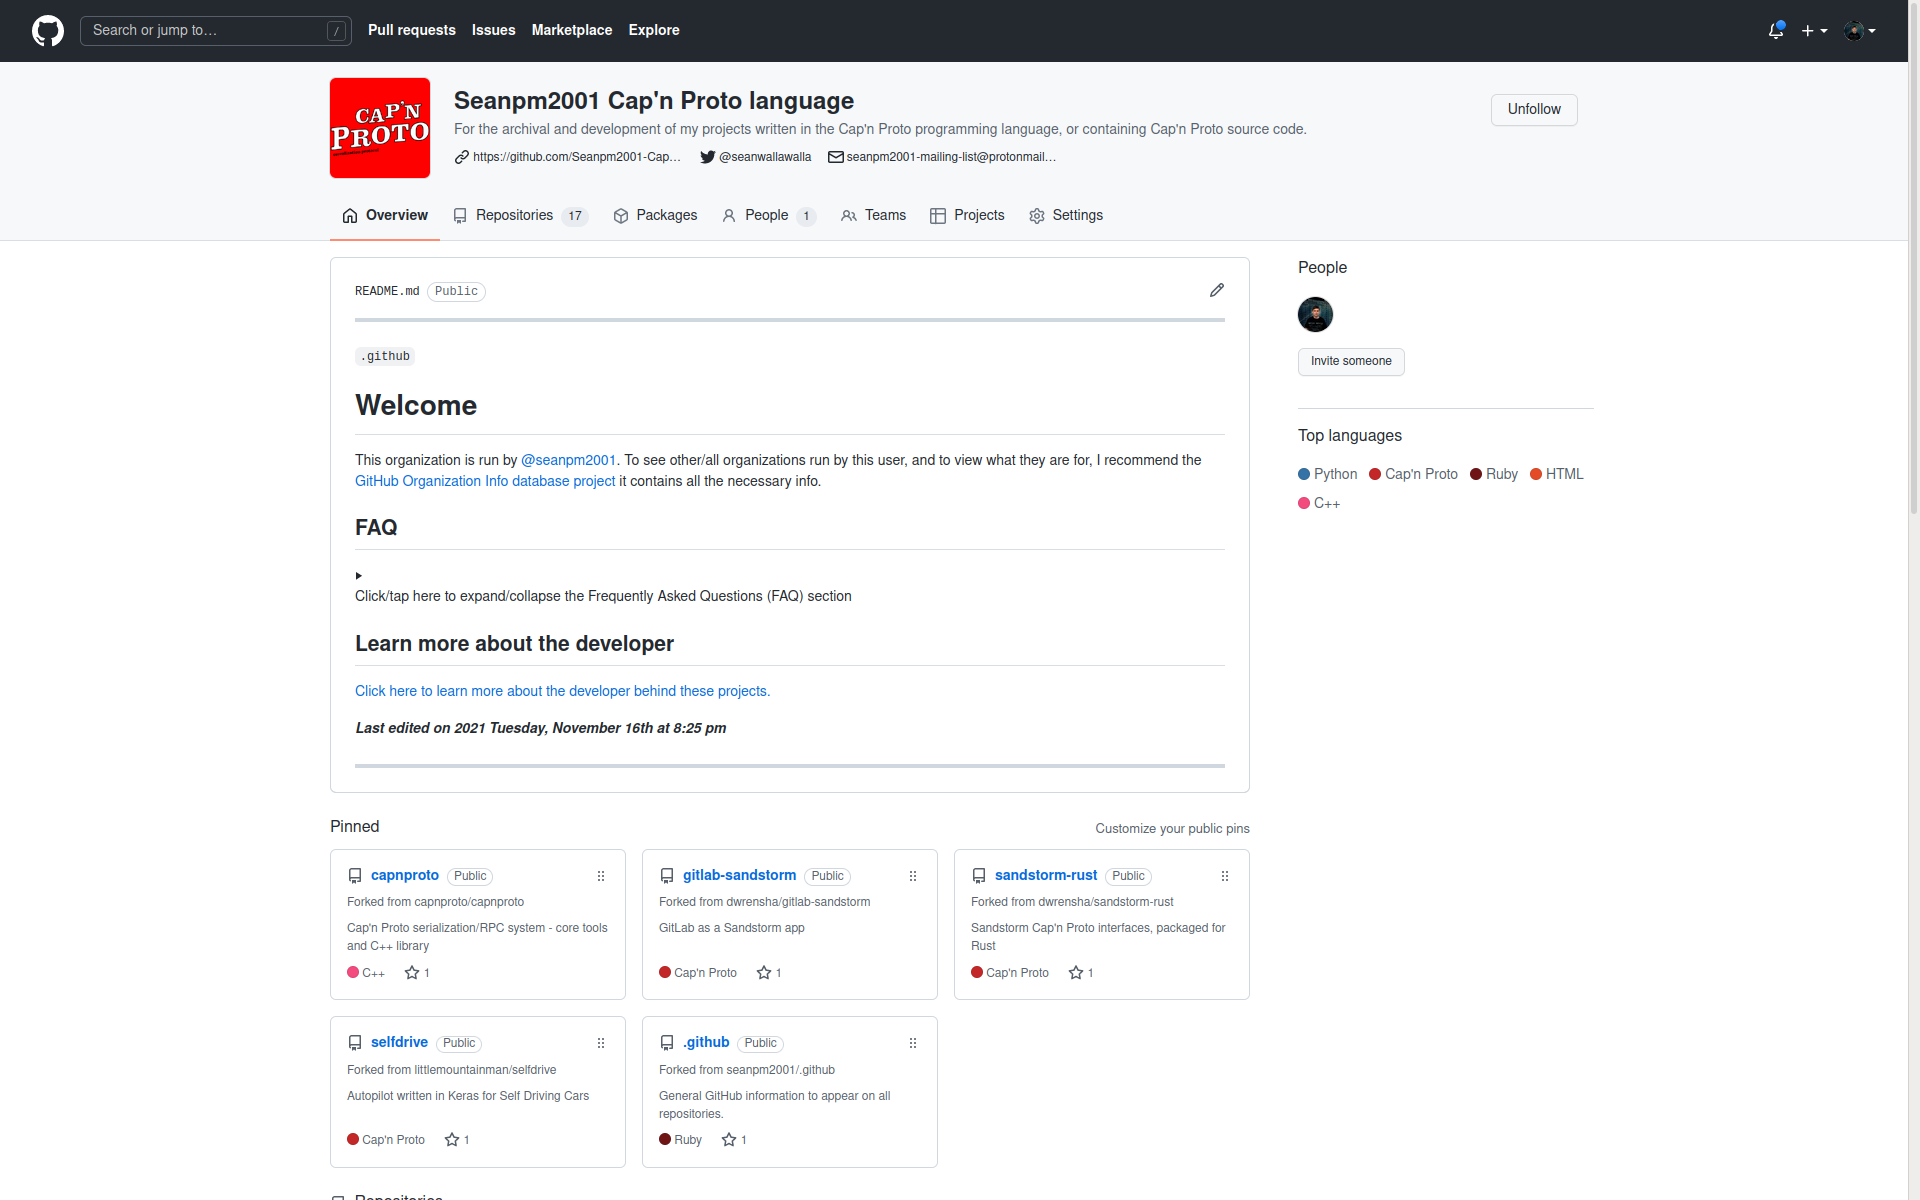 Search or jump to…
/
Pull requests
Issues
Marketplace
Explore
CAP'N
PROTO
Seanpm2001 Cap'n Proto language
For the archival and development of my projects written in the Cap'n Proto programming language, or containing Cap'n Proto source code.
https://github.com/Seanpm2001-Cap…
@seanwallawalla
seanpm2001-mailing-list@protonmail…
Unfollow
Overview
Repositories 17
Packages
People 1
Teams
Projects
Settings
README.md Public
.github
Welcome
This organization is run by @seanpm2001. To see other/all organizations run by this user, and to view what they are for, I recommend the
GitHub Organization Info database project it contains all the necessary info.
FAQ
Click/tap here to expand/collapse the Frequently Asked Questions (FAQ) section
Learn more about the developer
Click here to learn more about the developer behind these projects.
Last edited on 2021 Tuesday, November 16th at 8:25 pm
People
Invite someone
Top languages
Python Cap'n Proto Ruby HTML
C++
Pinned
Customize your public pins
capnproto Public
Forked from capnproto/capnproto
Cap'n Proto serialization/RPC system - core tools
and C++ library
C++ 1
gitlab-sandstorm Public
Forked from dwrensha/gitlab-sandstorm
GitLab as a Sandstorm app
Cap'n Proto 1
sandstorm-rust Public
Forked from dwrensha/sandstorm-rust
Sandstorm Cap'n Proto interfaces, packaged for
Rust
Cap'n Proto 1
selfdrive Public
Forked from littlemountainman/selfdrive
Autopilot written in Keras for Self Driving Cars
Cap'n Proto 1
.github Public
Forked from seanpm2001/.github
General GitHub information to appear on all
repositories.
Ruby 1
Repositories